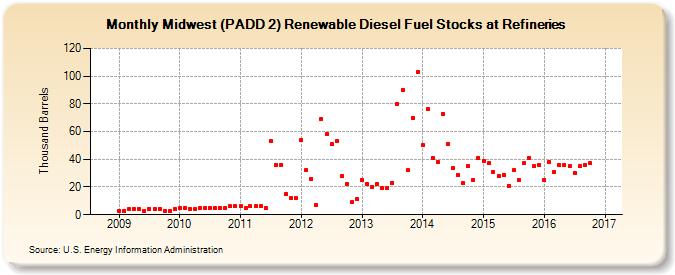 Monthly Midwest (PADD 2) Renewable Diesel Fuel Stocks at Refineries
Thousand Barrels
120
100
80
60
40
20
0
2009 2010 2011 2012 2013 2014 2015 2016 2017
Source: U.S. Energy Information Administration